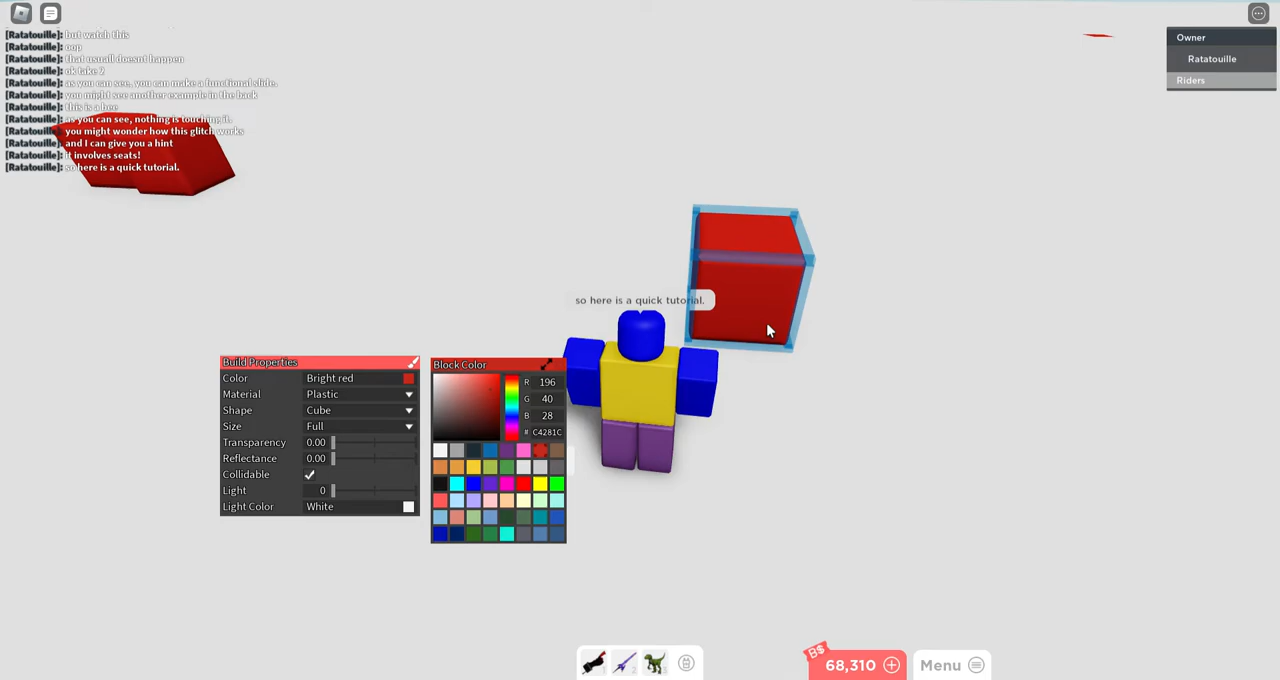 [Ratatouille]: but watch this
[Ratatouille]: oop
[Ratatouille]: that usuall doesnt happen
[Ratatouille]: ok take 2
[Ratatouille]: as you can see, you can make a functional slide.
[Ratatouille]: you might see another example in the back
[Ratatouille]: this is a bee
[Ratatouille]: as you can see, nothing is touching it.
[Ratatouille]: you might wonder how this glitch works
[Ratatouille]: and I can give you a hint
[Ratatouille]: it involves seats!
[Ratatouille]: so here is a quick tutorial.
Owner
Ratatouille
Riders
so here is a quick tutorial.
Build Properties
Color Bright red
Material Plastic
Shape Cube
Size Full
Transparency 0.00
Reflectance 0.00
Collidable
Light 0
Light Color White
Block Color
R 196
G 40
B 28
# C4281C
1
2
3
B$
68,310
Menu